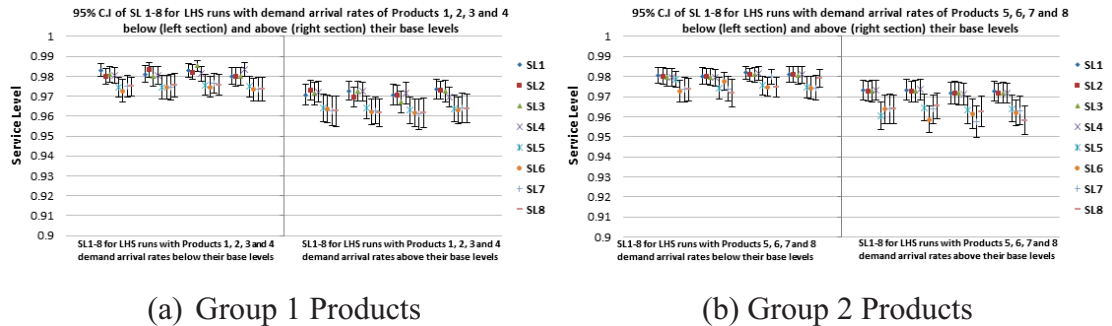 95% C.I of SL 1-8 for LHS runs with demand arrival rates of Products 1, 2, 3 and 4
below (left section) and above (right section) their base levels
Service Level
1
0.99
0.98
0.97
0.96
0.95
0.94
0.93
0.92
0.91
0.9
SL1
SL2
SL3
SL4
SL5
SL6
SL7
SL8
SL1-8 for LHS runs with Products 1, 2, 3 and 4
demand arrival rates below their base levels
SL1-8 for LHS runs with Products 1, 2, 3 and 4
demand arrival rates above their base levels
(a) Group 1 Products
95% C.I of SL 1-8 for LHS runs with demand arrival rates of Products 5, 6, 7 and 8
below (left section) and above (right section) their base levels
Service Level
1
0.99
0.98
0.97
0.96
0.95
0.94
0.93
0.92
0.91
0.9
SL1
SL2
SL3
SL4
SL5
SL6
SL7
SL8
SL1-8 for LHS runs with Products 5, 6, 7 and 8
demand arrival rates below their base levels
SL1-8 for LHS runs with Products 5, 6, 7 and 8
demand arrival rates above their base levels
(b) Group 2 Products